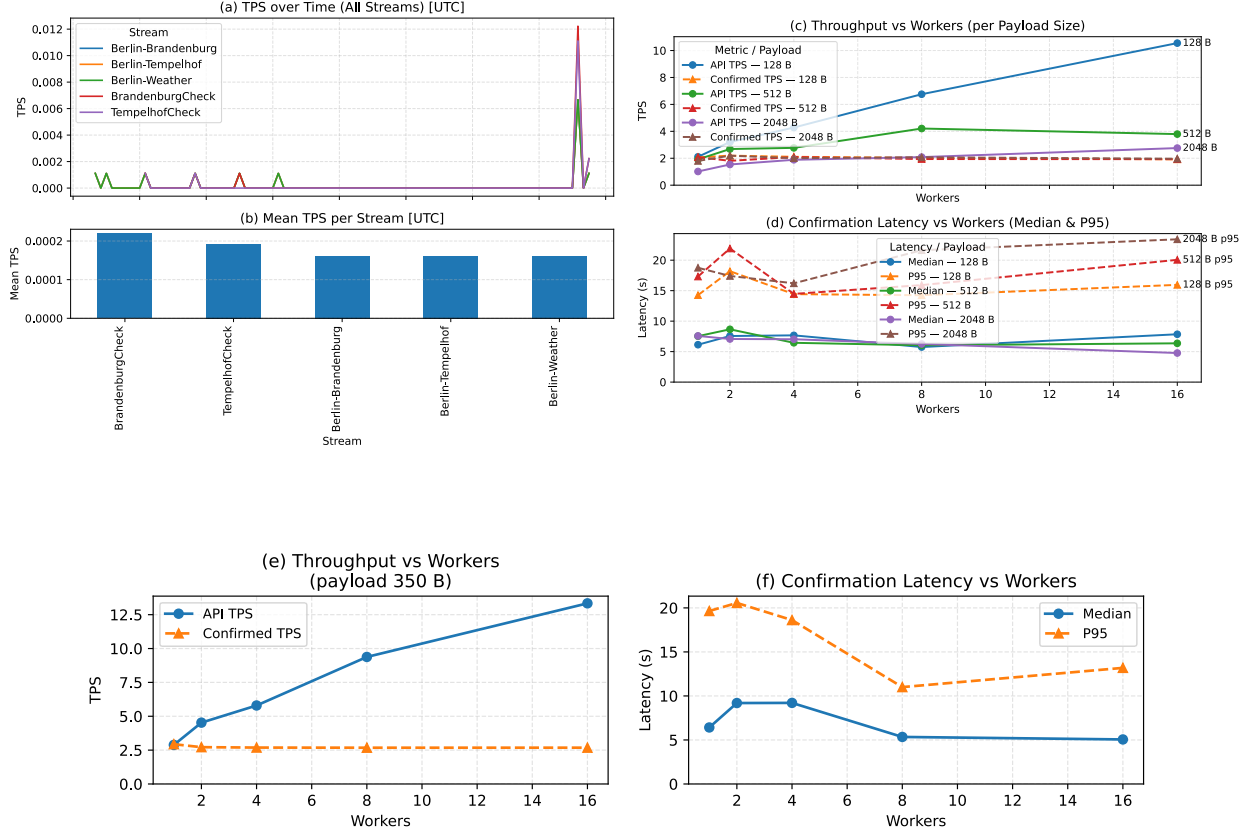 (a) TPS over Time (All Streams) [UTC]
TPS
0.012
0.010
0.008
0.006
0.004
0.002
0.000
Stream
Berlin-Brandenburg
Berlin-Tempelhof
Berlin-Weather
BrandenburgCheck
TempelhofCheck
(b) Mean TPS per Stream [UTC]
Mean TPS
0.0002
0.0001
0.0000
BrandenburgCheck
TempelhofCheck
Berlin-Brandenburg
Berlin-Tempelhof
Berlin-Weather
Stream
(c) Throughput vs Workers (per Payload Size)
TPS
10
8
6
4
2
0
Metric / Payload
API TPS — 128 B
Confirmed TPS — 128 B
API TPS — 512 B
Confirmed TPS — 512 B
API TPS — 2048 B
Confirmed TPS — 2048 B
128 B
512 B
2048 B
Workers
(d) Confirmation Latency vs Workers (Median & P95)
Latency (s)
20
15
10
5
0
Latency / Payload
Median — 128 B
P95 — 128 B
Median — 512 B
P95 — 512 B
Median — 2048 B
P95 — 2048 B
2048 B p95
512 B p95
128 B p95
2 4 6 8 10 12 14 16
Workers
(e) Throughput vs Workers
(payload 350 B)
TPS
12.5
10.0
7.5
5.0
2.5
0.0
API TPS
Confirmed TPS
2 4 6 8 10 12 14 16
Workers
(f) Confirmation Latency vs Workers
Latency (s)
20
15
10
5
0
Median
P95
2 4 6 8 10 12 14 16
Workers